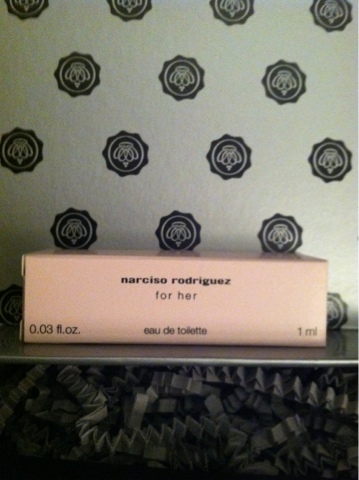 narciso rodriguez
for her
0.03 fl.oz. eau de toilette 1 ml